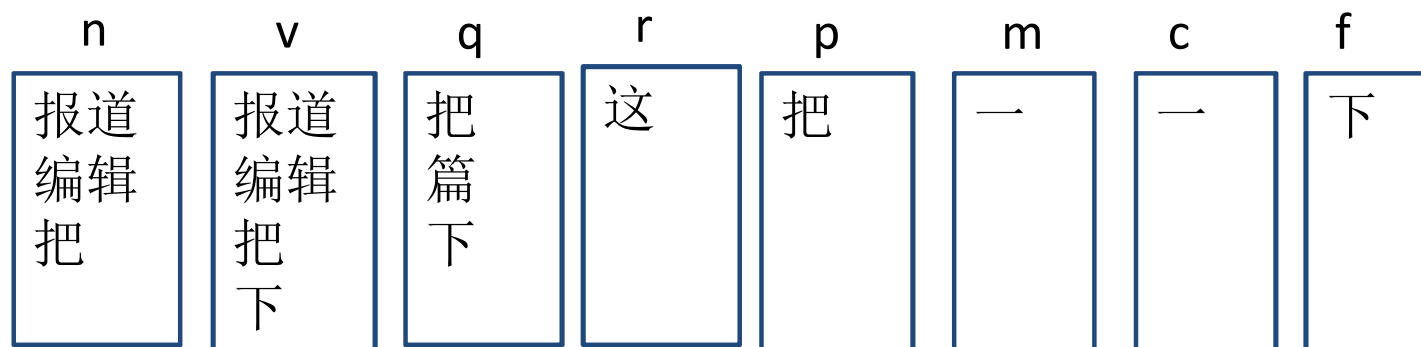 n v q r p m c f
报道 报道 把 这 把 一 一 下
编辑 编辑 篇
把 把 下
下